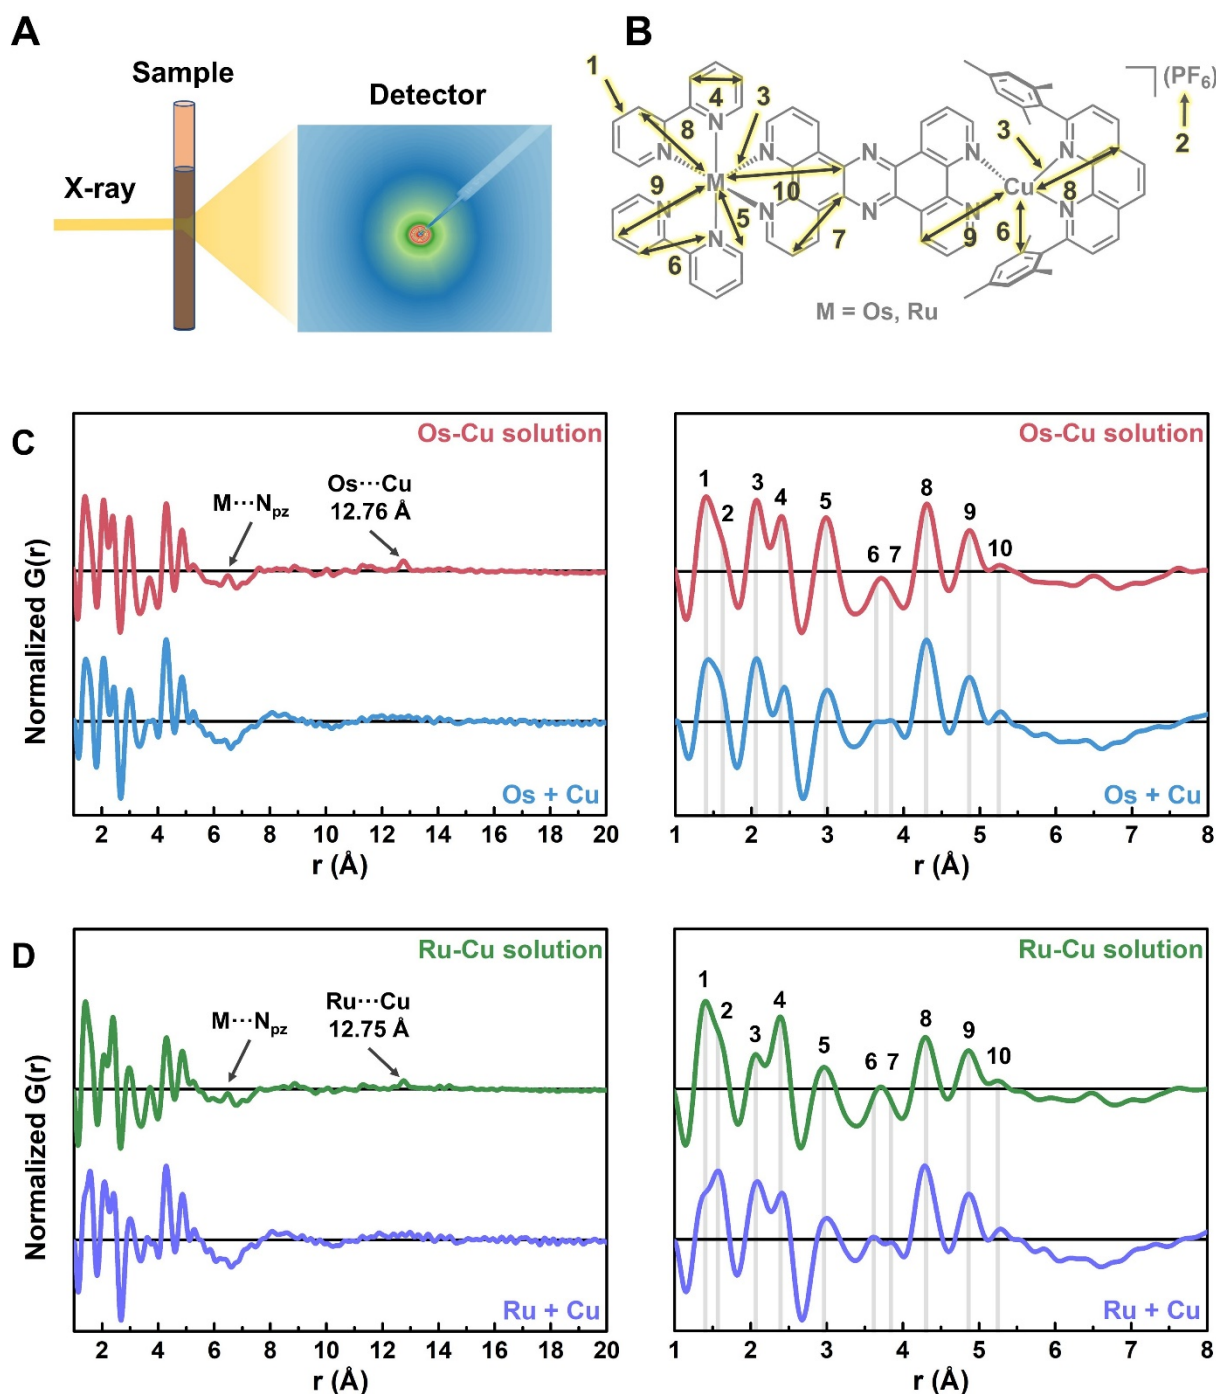 A
Sample
Detector
X-ray
B
1
4
3
8
N
N
N
M
9
10
5
N
N
N
6
7
N
N
N
N
Cu
N
N
3
8
9
6
(PF6)
2
M = Os, Ru
C
Normalized G(r)
Os-Cu solution
M···Npz
Os···Cu
12.76 Å
Os + Cu
2 4 6 8 10 12 14 16 18 20
r (Å)
Os-Cu solution
1 2 3 4 5 6 7 8 9 10
Os + Cu
1 2 3 4 5 6 7 8
r (Å)
D
Normalized G(r)
Ru-Cu solution
M···Npz
Ru···Cu
12.75 Å
Ru + Cu
2 4 6 8 10 12 14 16 18 20
r (Å)
Ru-Cu solution
1 2 3 4 5 6 7 8 9 10
Ru + Cu
1 2 3 4 5 6 7 8
r (Å)